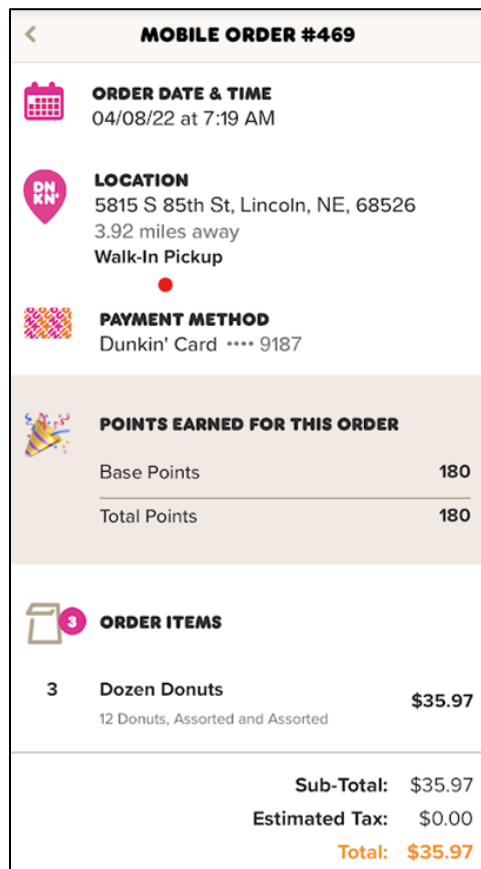 MOBILE ORDER #469
ORDER DATE & TIME
04/08/22 at 7:19 AM
DN
KN'
LOCATION
5815 S 85th St, Lincoln, NE, 68526
3.92 miles away
Walk-In Pickup
PAYMENT METHOD
Dunkin' Card •••• 9187
POINTS EARNED FOR THIS ORDER
Base Points 180
Total Points 180
3 ORDER ITEMS
3 Dozen Donuts $35.97
12 Donuts, Assorted and Assorted
Sub-Total: $35.97
Estimated Tax: $0.00
Total: $35.97